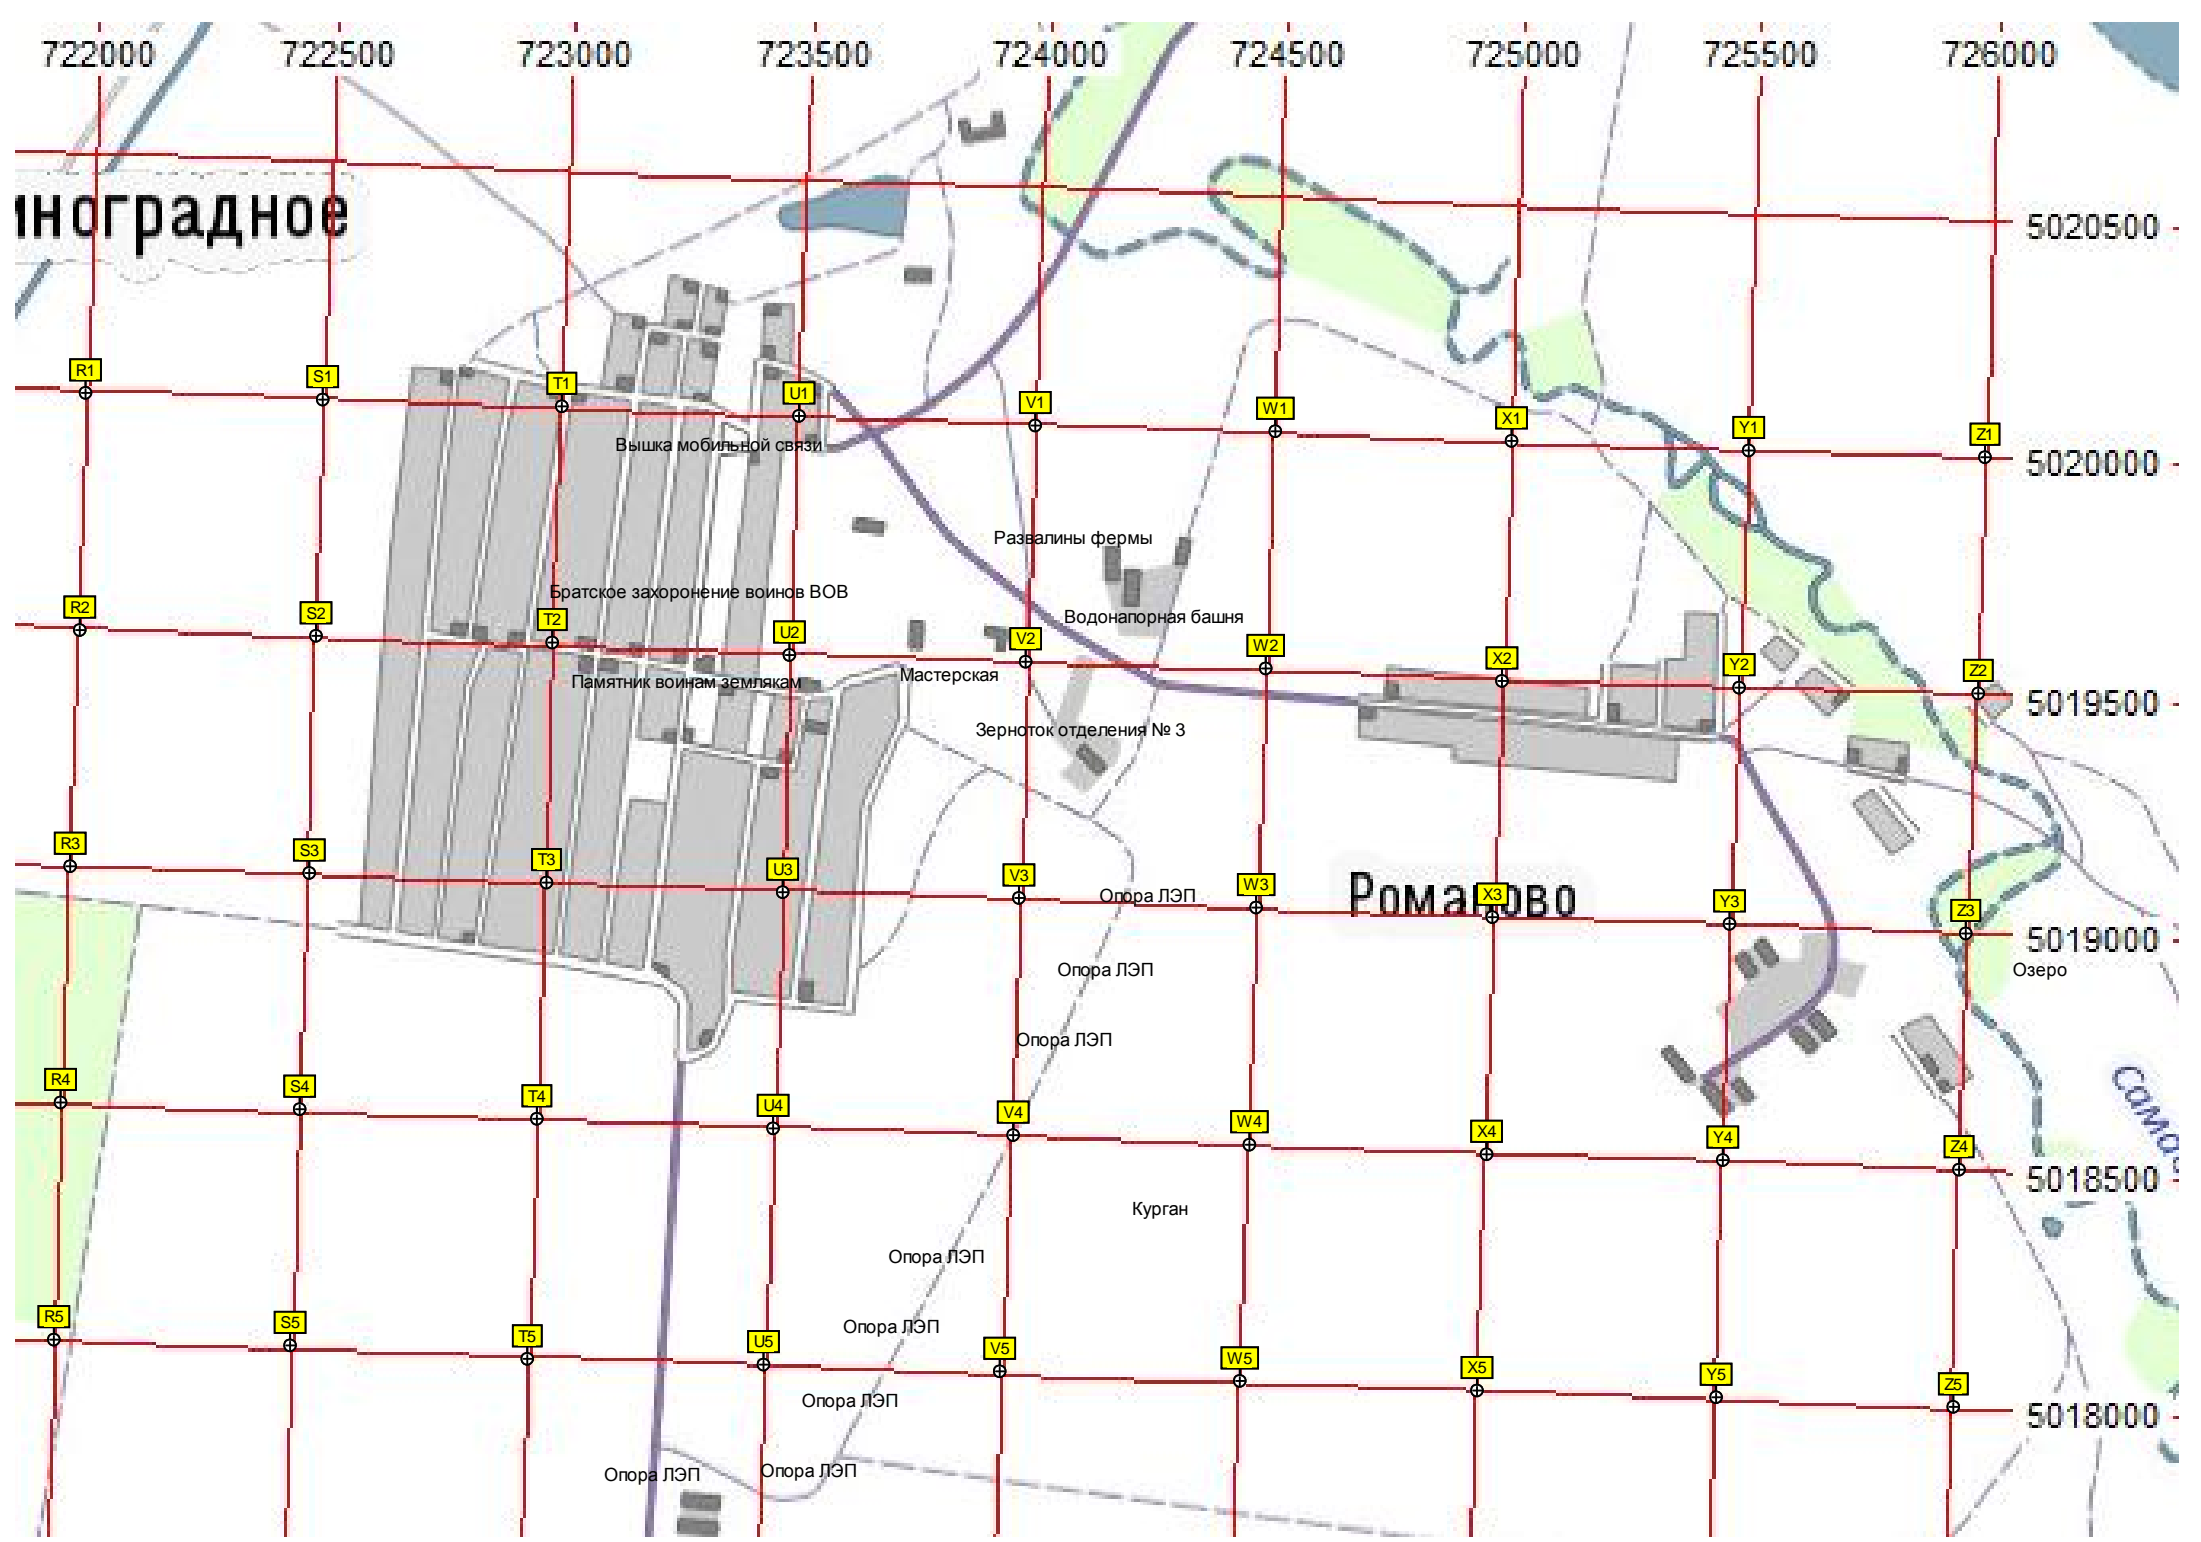 722000 722500 723000 723500 724000 724500 725000 725500 726000
иноградное
5020500
R1 S1 T1 U1 V1 W1 X1 Y1 Z1
Вышка мобильной связи
5020000
Развалины фермы
Братское захоронение воинов ВОВ
Водонапорная башня
R2 S2 T2 U2 V2 W2 X2 Y2 Z2
Памятник воинам землякам
Мастерская
5019500
Зерноток отделения № 3
R3 S3 T3 U3 V3 W3 X3 Y3 Z3
Опора ЛЭП
Романово
5019000
Опора ЛЭП
Озеро
Опора ЛЭП
R4 S4 T4 U4 V4 W4 X4 Y4 Z4
5018500
Курган
Опора ЛЭП
Опора ЛЭП
R5 S5 T5 U5 V5 W5 X5 Y5 Z5
Опора ЛЭП
5018000
Опора ЛЭП
Опора ЛЭП